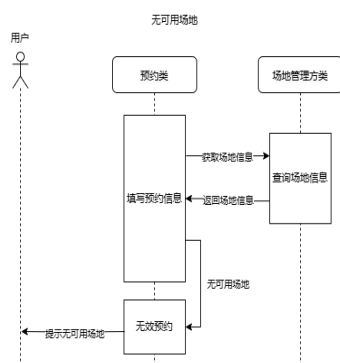 无可用场地
用户
预约类
场地管理方类
获取场地信息
查询场地信息
填写预约信息
返回场地信息
无可用场地
无效预约
提示无可用场地